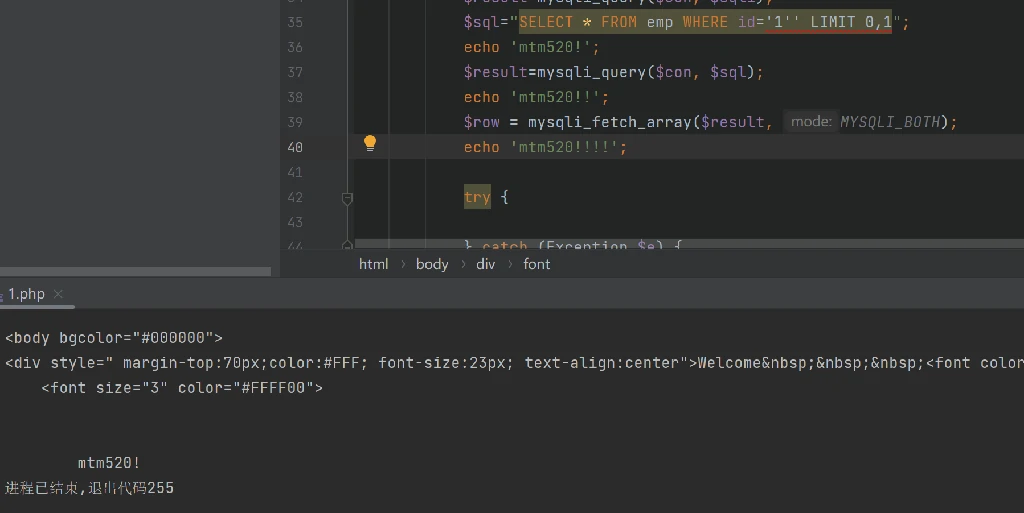 35 $sql="SELECT * FROM emp WHERE id='1'' LIMIT 0,1";
36 echo 'mtm520!';
37 $result=mysqli_query($con, $sql);
38 echo 'mtm520!!';
39 $row = mysqli_fetch_array($result, mode: MYSQLI_BOTH);
40 echo 'mtm520!!!!';
41
42 try {
43
44 } catch (Exception $e) {
html > body > div > font
1.php ×
<body bgcolor="#000000">
<div style=" margin-top:70px;color:#FFF; font-size:23px; text-align:center">Welcome&nbsp;&nbsp;&nbsp;<font color
<font size="3" color="#FFFF00">
mtm520!
进程已结束,退出代码255